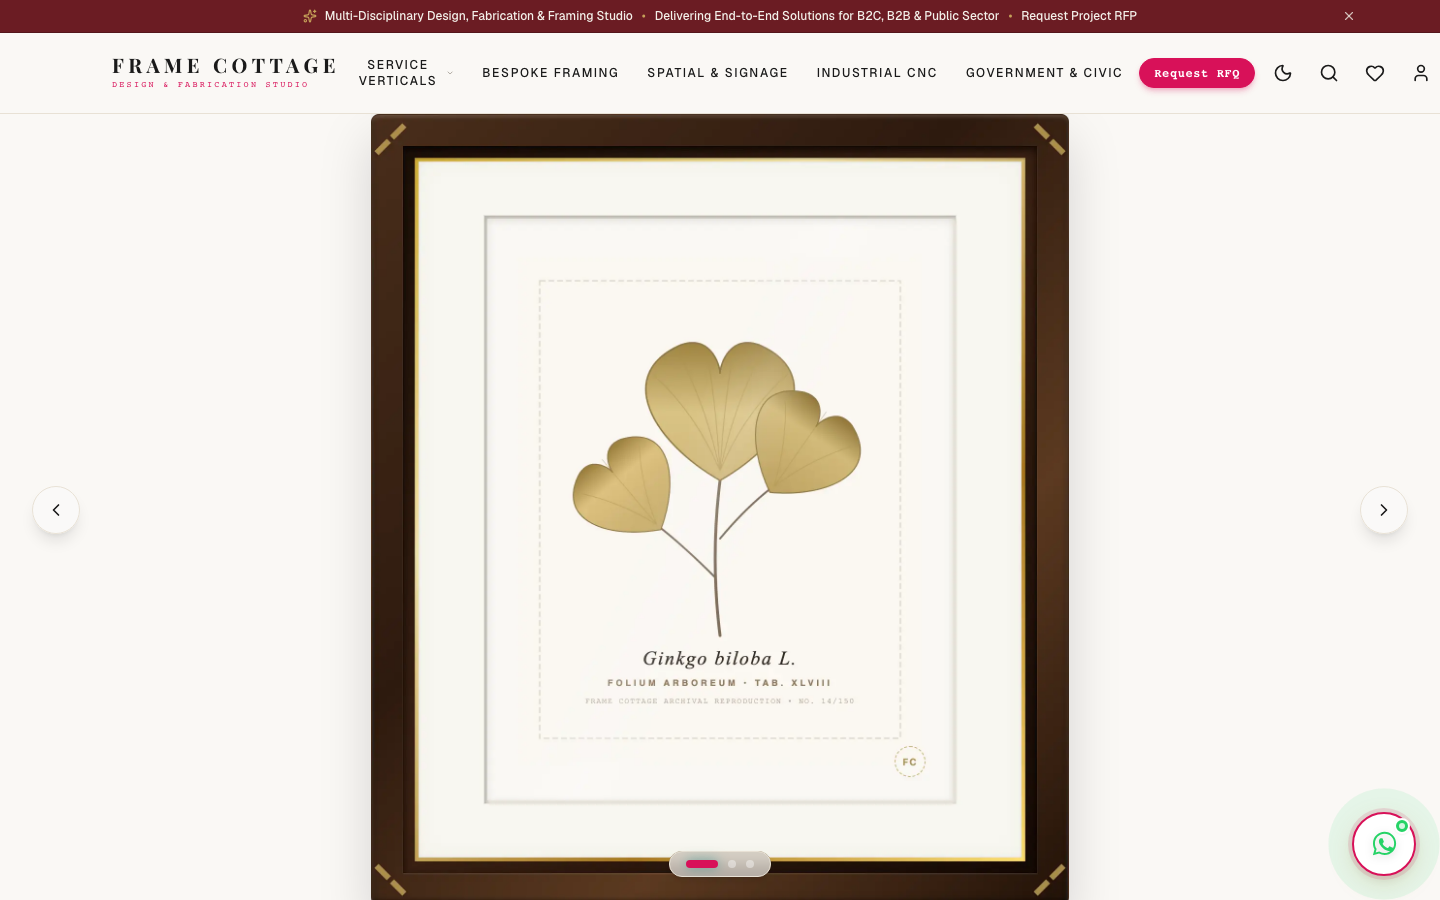 Multi-Disciplinary Design, Fabrication & Framing Studio • Delivering End-to-End Solutions for B2C, B2B & Public Sector • Request Project RFP
FRAME COTTAGE
DESIGN & FABRICATION STUDIO
SERVICE
VERTICALS
BESPOKE FRAMING
SPATIAL & SIGNAGE
INDUSTRIAL CNC
GOVERNMENT & CIVIC
Request RFQ
Ginkgo biloba L.
FOLIUM ARBOREUM • TAB. XLVIII
FRAME COTTAGE ARCHIVAL REPRODUCTION • NO. 14/150
FC